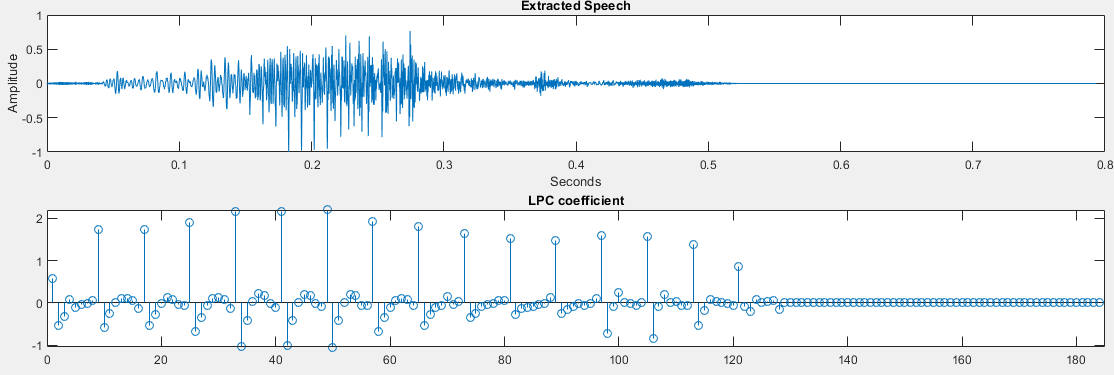 Extracted Speech
Amplitude
1
0.5
0
-0.5
-1
0 0.1 0.2 0.3 0.4 0.5 0.6 0.7 0.8
Seconds
LPC coefficient
2
1
0
-1
0 20 40 60 80 100 120 140 160 180